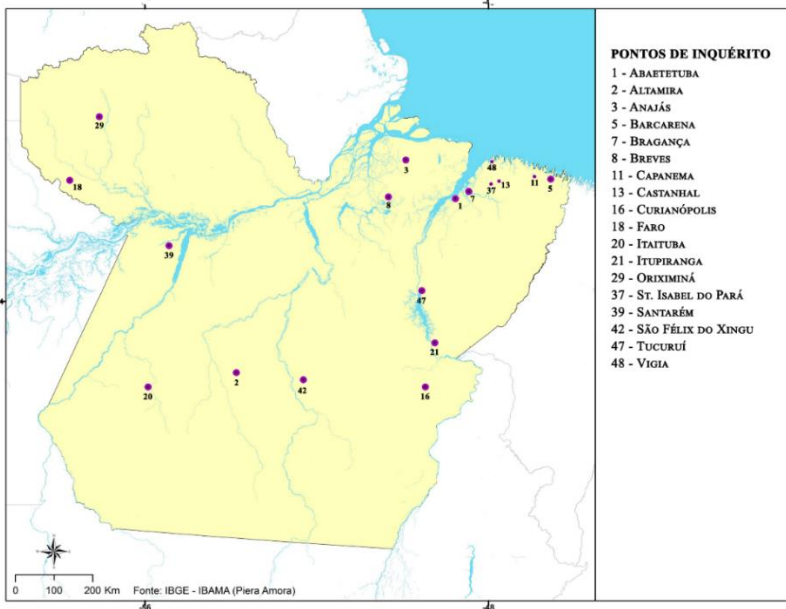 PONTOS DE INQUÉRITO
1 - ABAETETUBA
2 - ALTAMIRA
3 - ANAJÁS
5 - BARCARENA
7 - BRAGANÇA
8 - BREVES
11 - CAPANEMA
13 - CASTANHAL
16 - CURIANÓPOLIS
18 - FARO
20 - ITAITUBA
21 - ITUPIRANGA
29 - ORIXIMINÁ
37 - ST. ISABEL DO PARÁ
39 - SANTARÉM
42 - SÃO FÉLIX DO XINGU
47 - TUCURUÍ
48 - VIGIA
29
18
3
48
37 13
11
5
8
1
7
39
47
21
20
2
42
16
0 100 200 Km
Fonte: IBGE - IBAMA (Piera Amora)